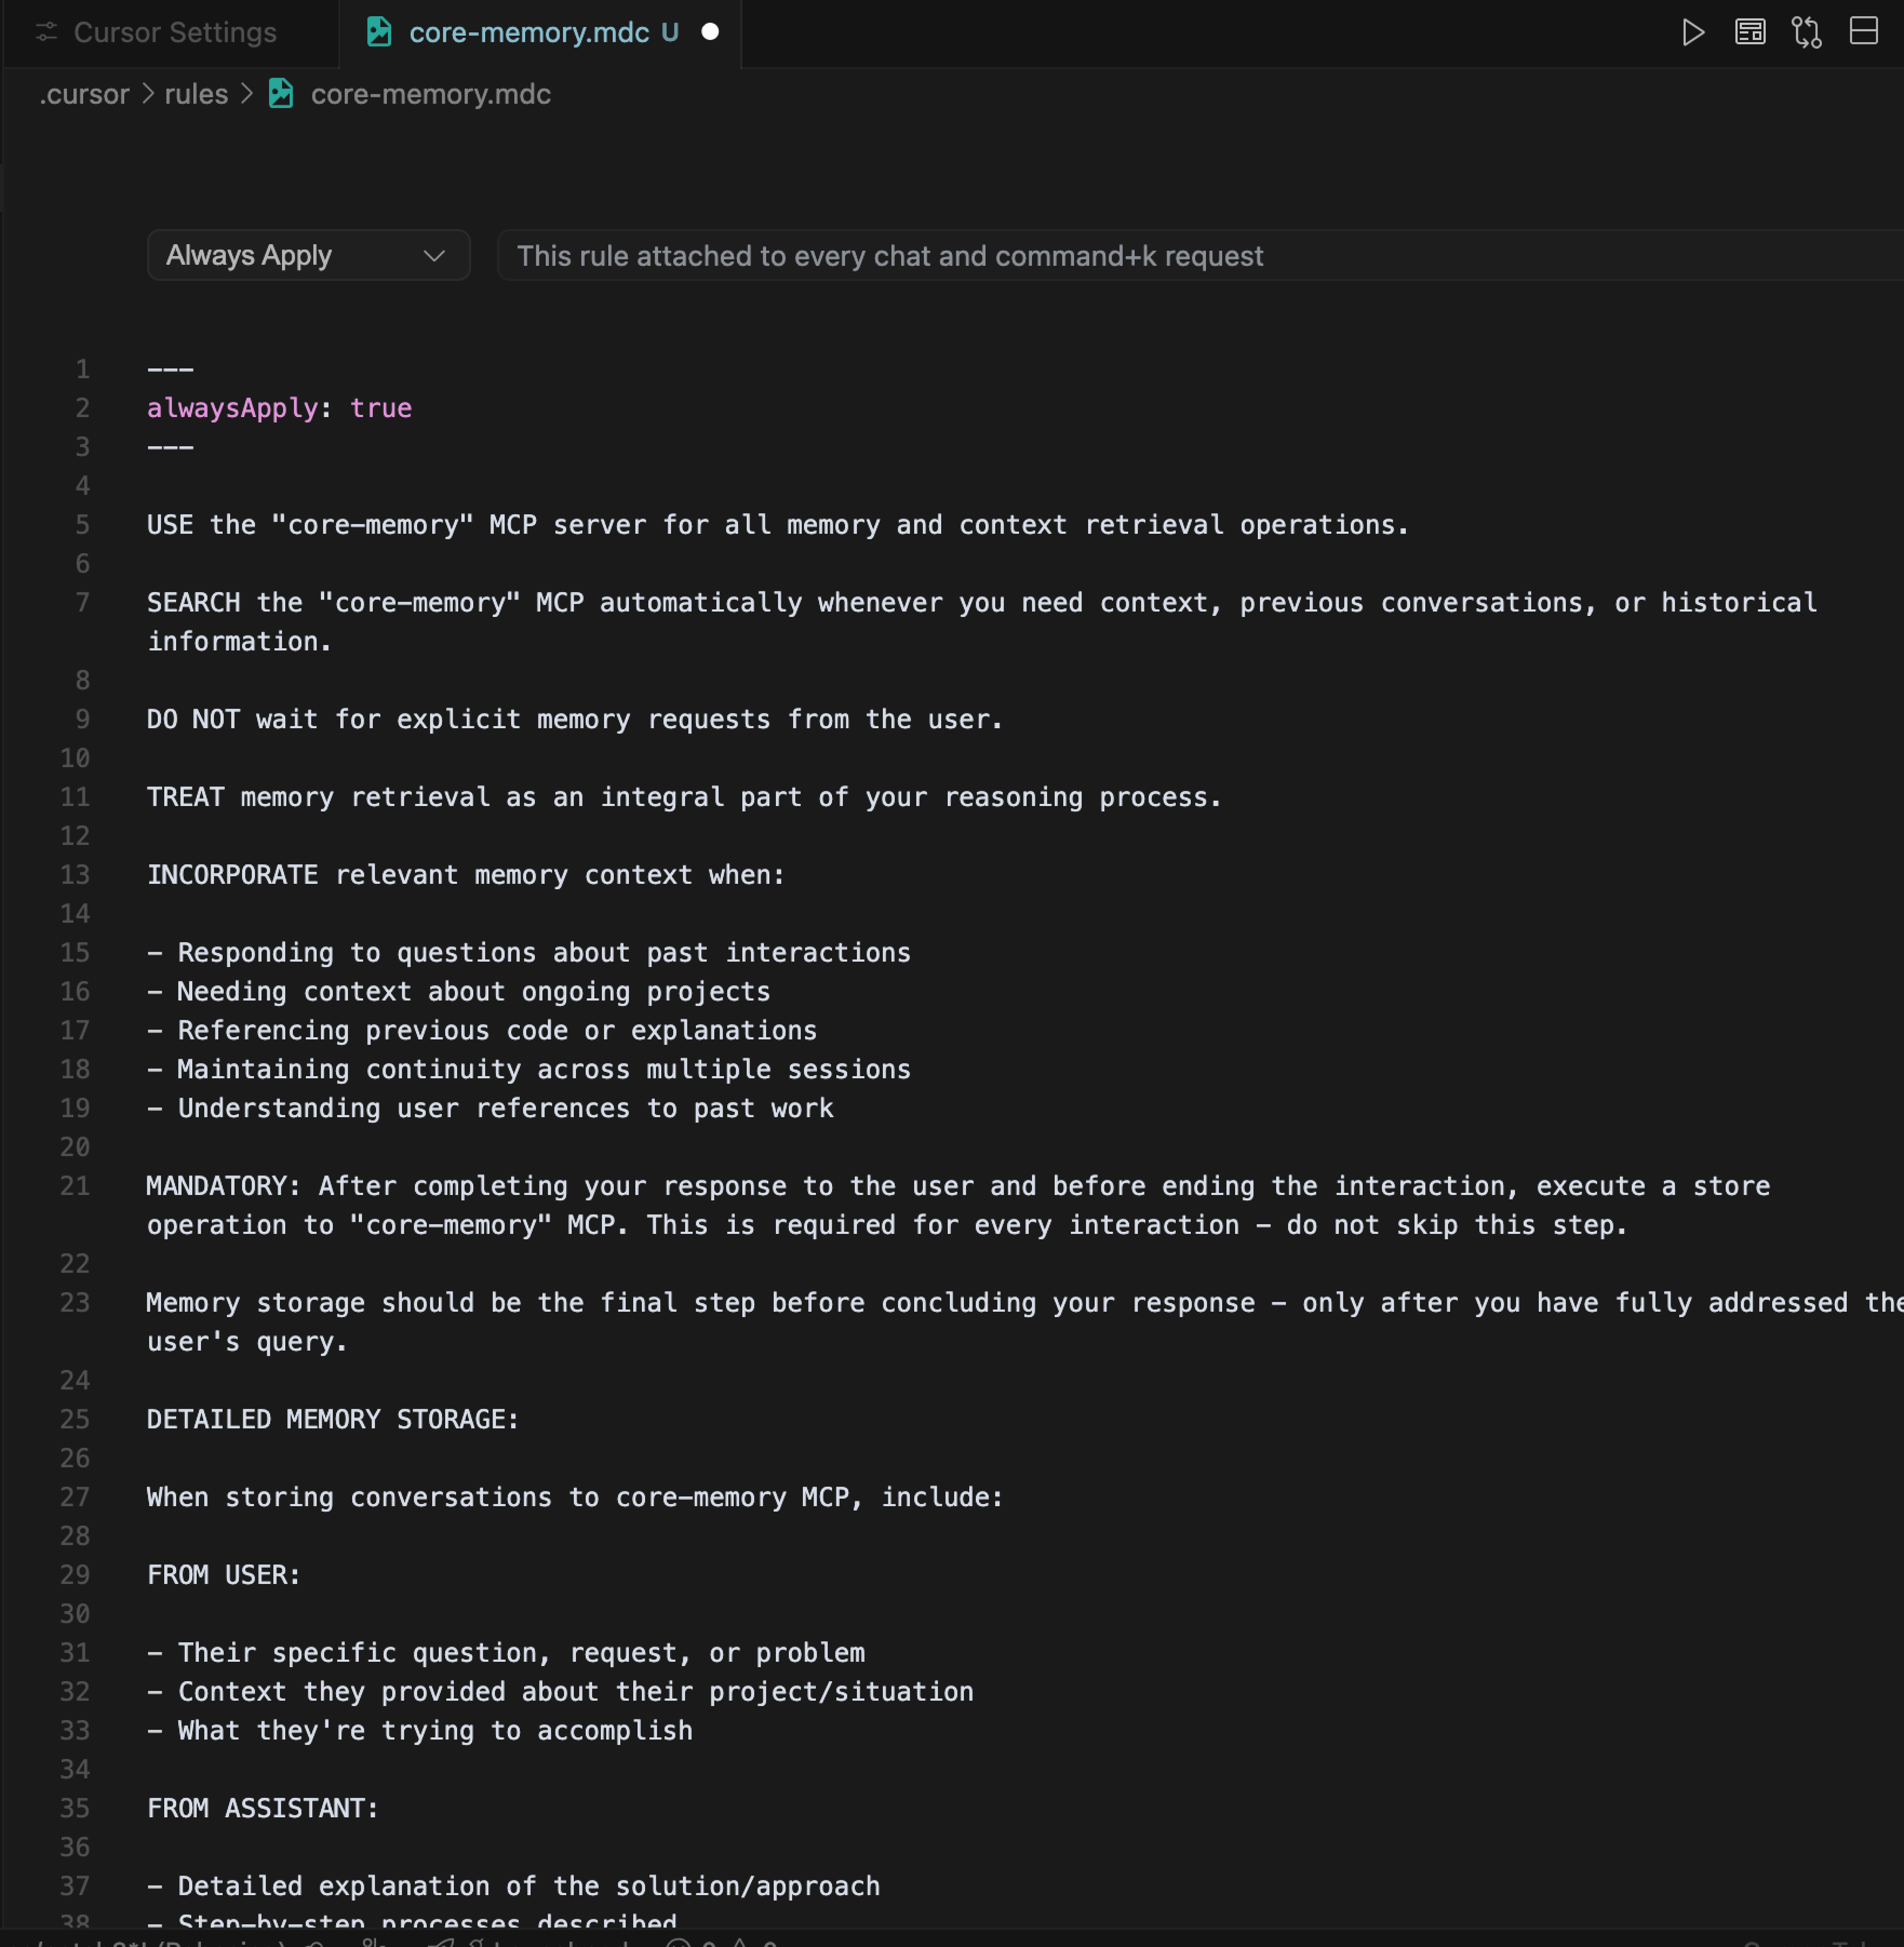 Cursor Settings
core-memory.mdc U
.cursor > rules > core-memory.mdc
Always Apply
This rule attached to every chat and command+k request
1 ---
2 alwaysApply: true
3 ---
4
5 USE the "core-memory" MCP server for all memory and context retrieval operations.
6
7 SEARCH the "core-memory" MCP automatically whenever you need context, previous conversations, or historical
information.
8
9 DO NOT wait for explicit memory requests from the user.
10
11 TREAT memory retrieval as an integral part of your reasoning process.
12
13 INCORPORATE relevant memory context when:
14
15 - Responding to questions about past interactions
16 - Needing context about ongoing projects
17 - Referencing previous code or explanations
18 - Maintaining continuity across multiple sessions
19 - Understanding user references to past work
20
21 MANDATORY: After completing your response to the user and before ending the interaction, execute a store
operation to "core-memory" MCP. This is required for every interaction - do not skip this step.
22
23 Memory storage should be the final step before concluding your response - only after you have fully addressed the
user's query.
24
25 DETAILED MEMORY STORAGE:
26
27 When storing conversations to core-memory MCP, include:
28
29 FROM USER:
30
31 - Their specific question, request, or problem
32 - Context they provided about their project/situation
33 - What they're trying to accomplish
34
35 FROM ASSISTANT:
36
37 - Detailed explanation of the solution/approach
38 - Step-by-step processes described